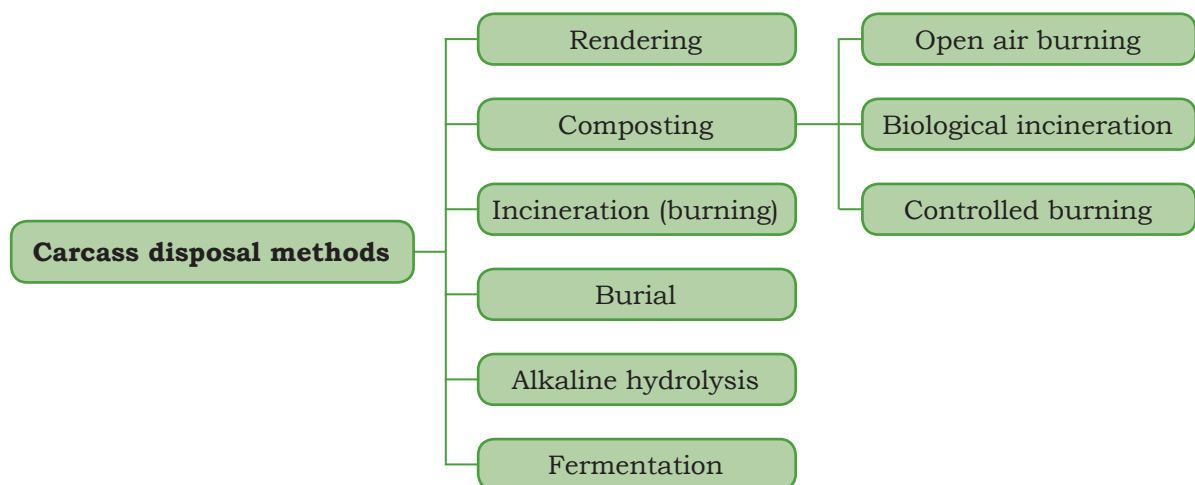 Carcass disposal methods
Rendering
Composting
Incineration (burning)
Burial
Alkaline hydrolysis
Fermentation
Open air burning
Biological incineration
Controlled burning